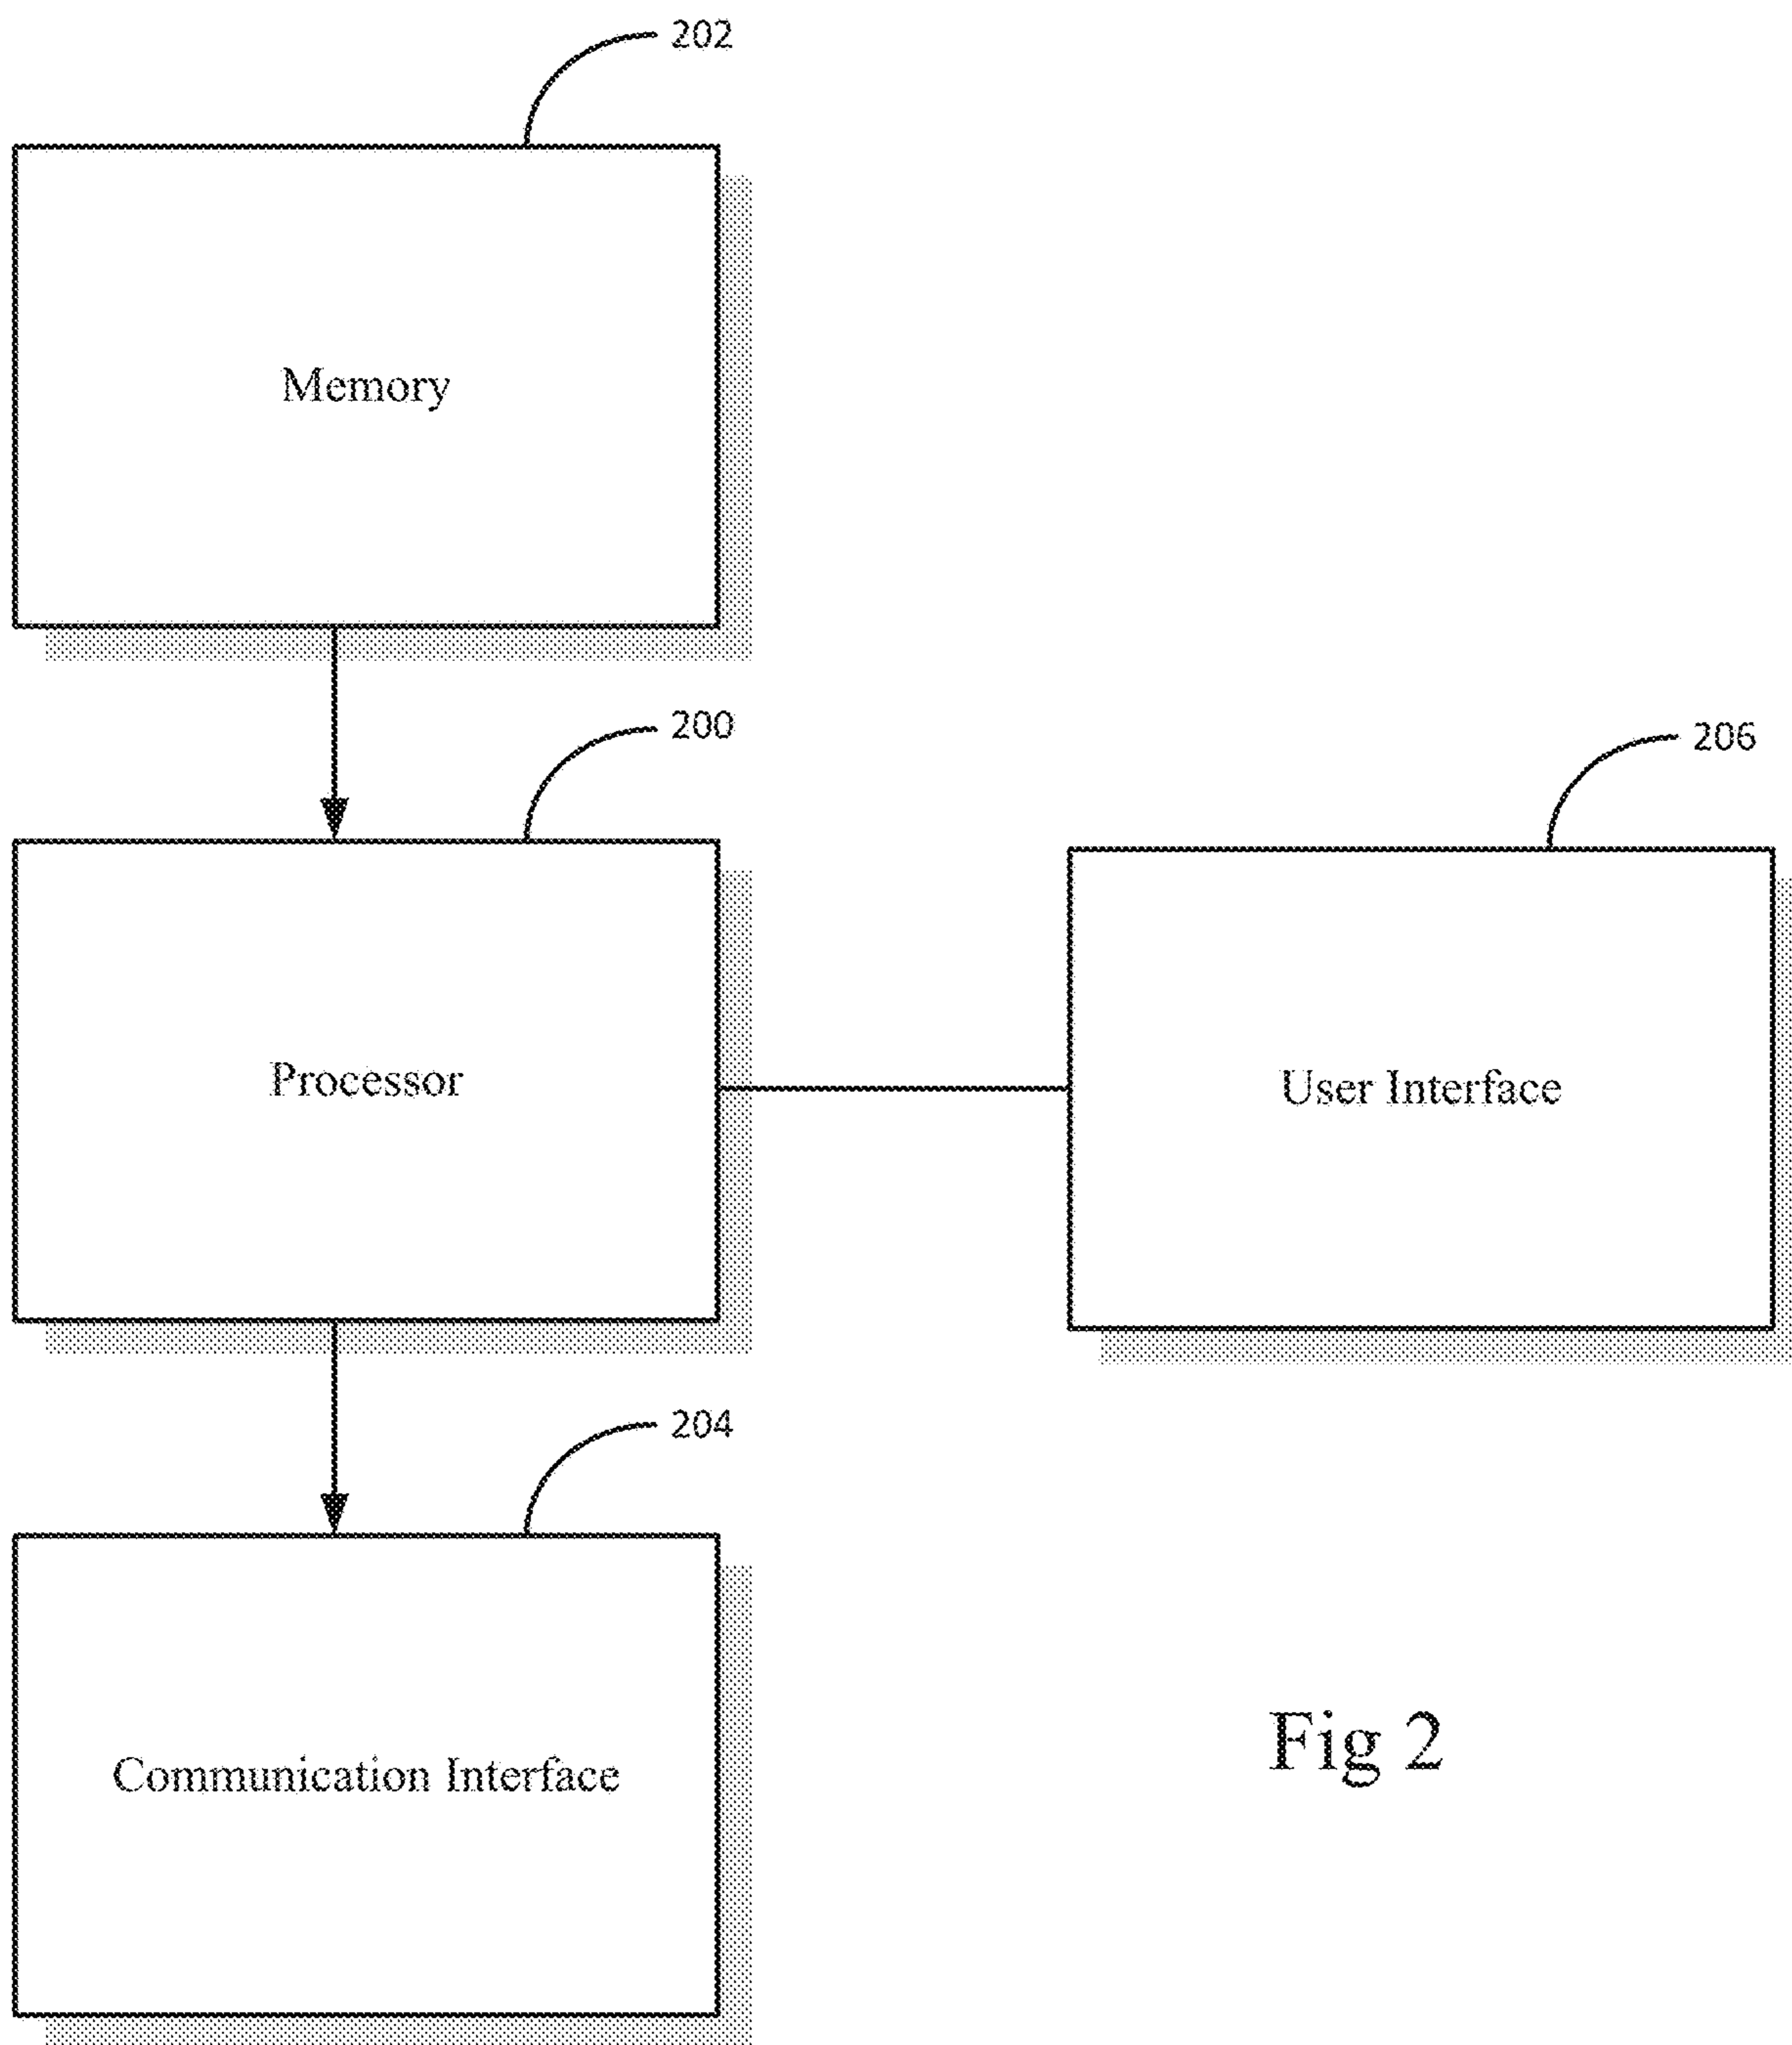 202
Memory
200
206
Processor
User Interface
204
Communication Interface
Fig 2